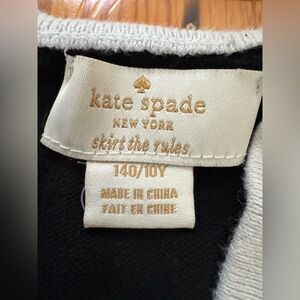 kate spade
NEW YORK
skirt the rules
140/10Y
MADE IN CHINA
FAIT EN CHINE